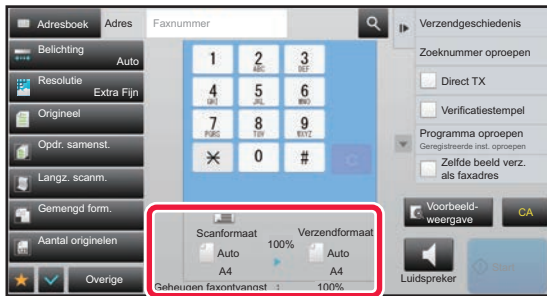 Adresboek
Adres
Faxnummer
Verzendgeschiedenis
Belichting
Auto
Zoeknummer oproepen
Resolutie
Extra Fijn
Direct TX
Origineel
Verificatiestempel
Opdr. samenst.
Programma oproepen
Geregistreerde inst. oproepen
Langz. scanm.
Zelfde beeld verz.
als faxadres
Gemengd form.
Voorbeeld-
weergave
CA
Aantal originelen
Overige
1
2 ABC
3 DEF
4 GHI
5 JKL
6 MNO
7 PQRS
8 TUV
9 WXYZ
0
#
C
Scanformaat
100%
Verzendformaat
Auto
Auto
A4
A4
Geheugen faxontvangst : 100%
Luidspreker
Start